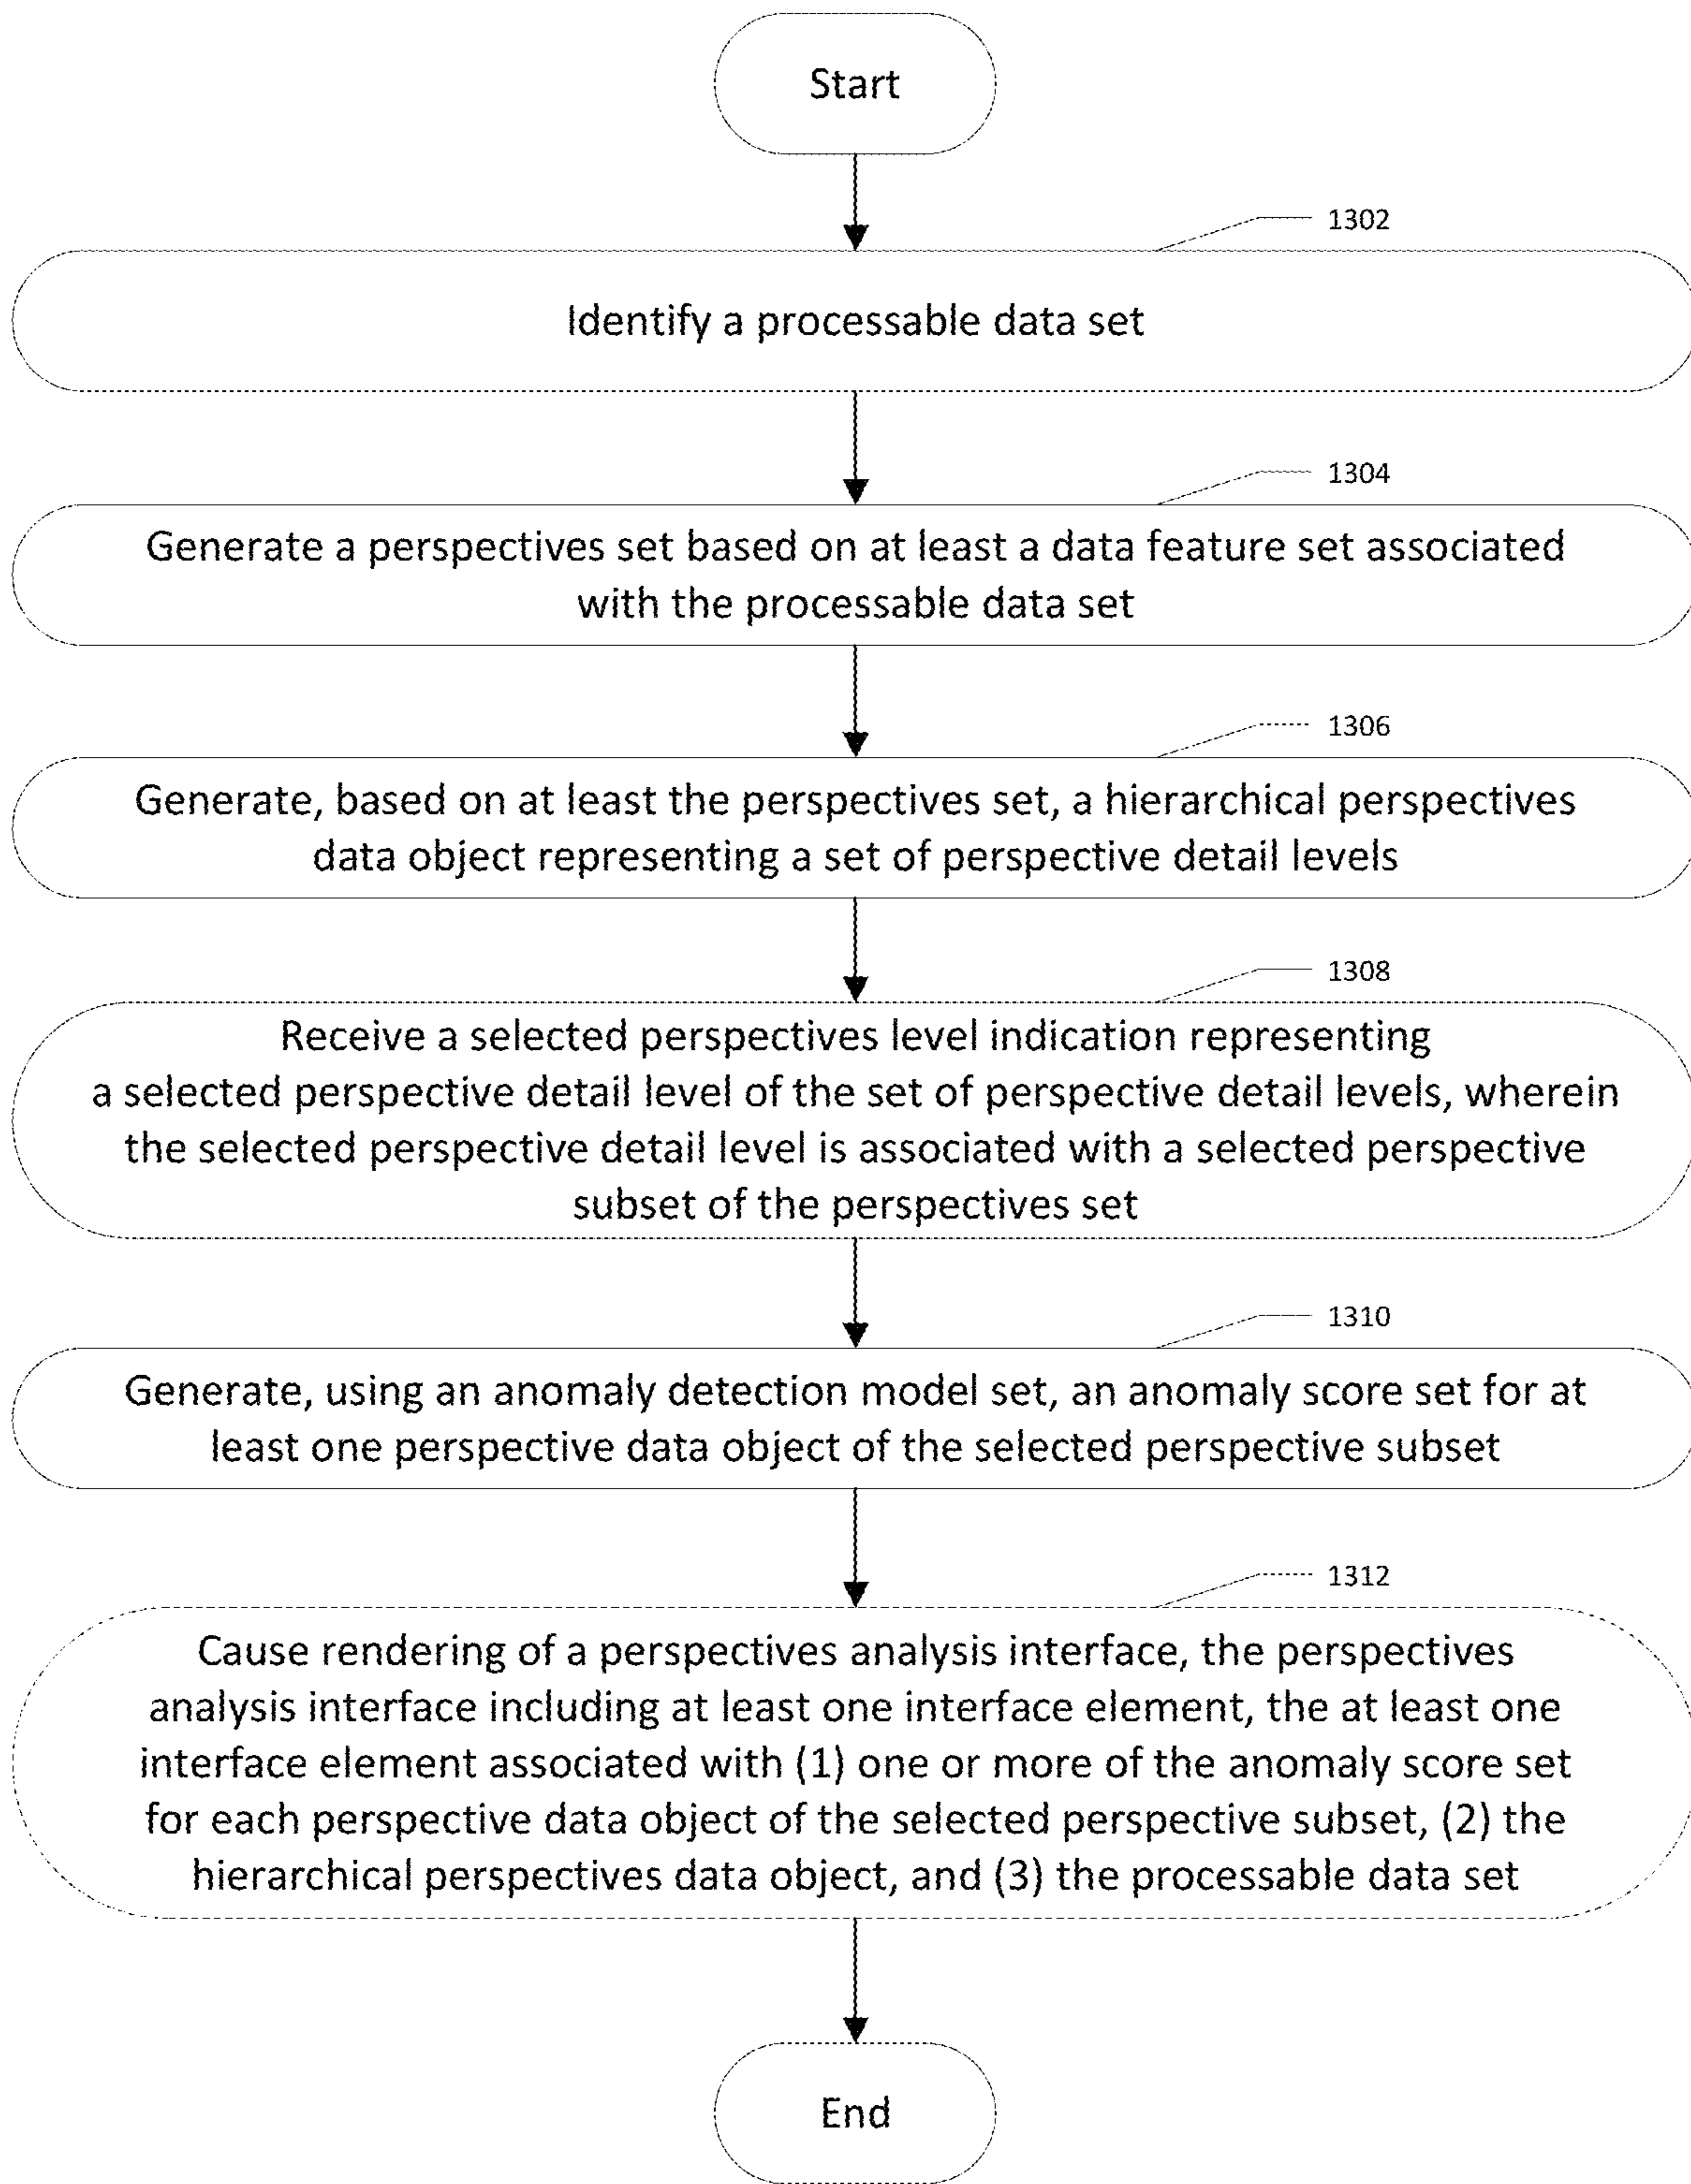 Start
1302
Identify a processable data set
1304
Generate a perspectives set based on at least a data feature set associated
with the processable data set
1306
Generate, based on at least the perspectives set, a hierarchical perspectives
data object representing a set of perspective detail levels
1308
Receive a selected perspectives level indication representing
a selected perspective detail level of the set of perspective detail levels, wherein
the selected perspective detail level is associated with a selected perspective
subset of the perspectives set
1310
Generate, using an anomaly detection model set, an anomaly score set for at
least one perspective data object of the selected perspective subset
1312
Cause rendering of a perspectives analysis interface, the perspectives
analysis interface including at least one interface element, the at least one
interface element associated with (1) one or more of the anomaly score set
for each perspective data object of the selected perspective subset, (2) the
hierarchical perspectives data object, and (3) the processable data set
End